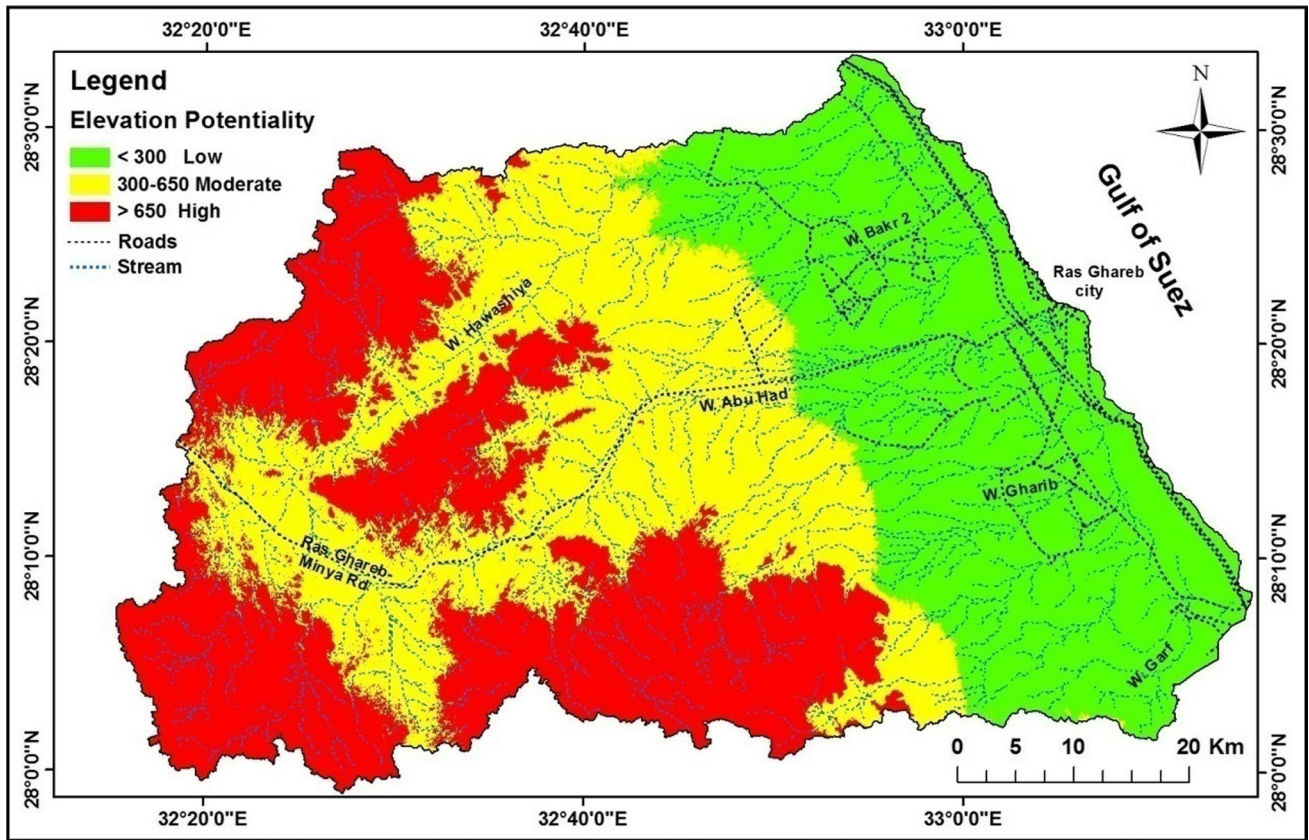 32°20'0"E
32°40'0"E
33°0'0"E
Legend
Elevation Potentiality
< 300 Low
300-650 Moderate
> 650 High
Roads
Stream
N
28°30'0"N
28°30'0"N
Gulf of Suez
W. Bakr 2
Ras Ghareb
city
W. Hawashiya
28°20'0"N
28°20'0"N
W. Abu Had
W. Gharib
28°10'0"N
28°10'0"N
Ras Ghareb-
Minya Rd
W. Garf
0 5 10 20 Km
28°0'0"N
28°0'0"N
32°20'0"E
32°40'0"E
33°0'0"E